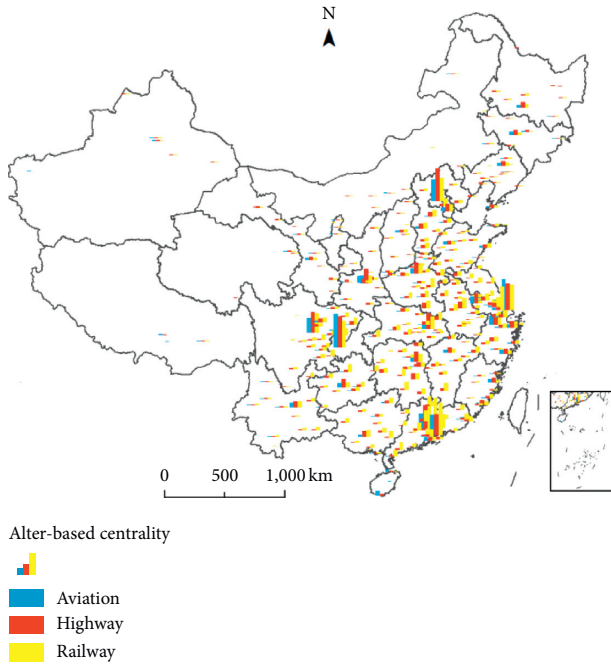 N
0 500 1,000 km
Alter-based centrality
Aviation
Highway
Railway